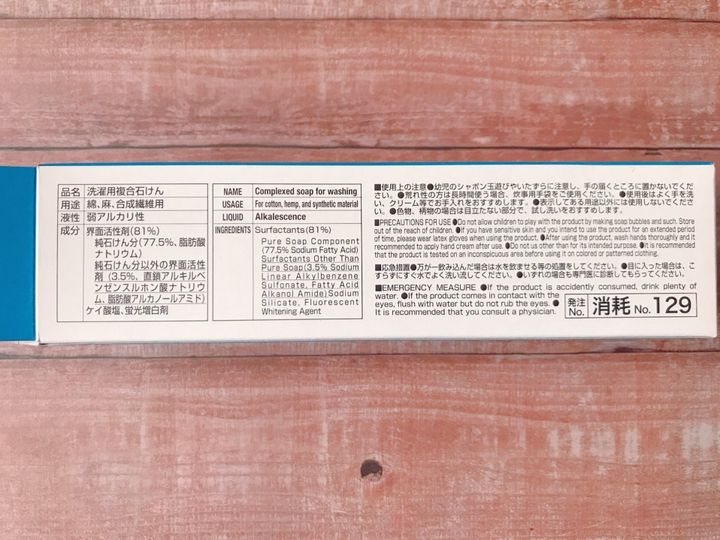 品名 洗濯用複合石けん
用途 綿、麻、合成繊維用
液性 弱アルカリ性
成分 界面活性剤(81%)
純石けん分(77.5%、脂肪酸
ナトリウム)
純石けん分以外の界面活性
剤(3.5%、直鎖アルキルベ
ンゼンスルホン酸ナトリウ
ム、脂肪酸アルカノールアミド)
ケイ酸塩、蛍光増白剤
NAME Complexed soap for washing
USAGE For cotton, hemp, and synthetic material
LIQUID Alkalescence
INGREDIENTS Surfactants(81%)
Pure Soap Component
(77.5% Sodium Fatty Acid)
Surfactants Other Than
Pure Soap(3.5% Sodium
Linear Alkylbenzene
Sulfonate, Fatty Acid
Alkanol Amide)Sodium
Silicate, Fluorescent
Whitening Agent
■使用上の注意●幼児のシャボン玉遊びやいたずらに注意し、手の届くところに置かないでくだ
さい。●荒れ性の方は長時間使う場合、炊事用手袋をご使用ください。●使用後はよく手を洗
い、クリーム等でお手入れをおすすめします。●表示してある用途以外には使用しないでくださ
い。●色物、柄物の場合は目立たない部分で、試し洗いをおすすめします。
■PRECAUTIONS FOR USE ●Do not allow children to play with the product by making soap bubbles and such. Store
out of the reach of children. ●If you have sensitive skin and you intend to use the product for an extended period
of time, please wear latex gloves when using the product. ●After using the product, wash hands thoroughly and it
recommended to apply hand cream after use. ●Do not us other than for its intended purpose. ●It is recommended
that the product is tested on an inconspicuous area before using it on colored or patterned clothing.
■応急措置●万が一飲み込んだ場合は水を飲ませる等の処置をしてください。●目に入った場合は、こ
すらずにすぐ水でよく洗い流してください。●いずれの場合も専門医に診断してもらってください。
■EMERGENCY MEASURE ●If the product is accidently consumed, drink plenty of
water. ●If the product comes in contact with the
eyes, flush with water but do not rub the eyes. ●
It is recommended that you consult a physician.
発注No. 消耗 No.129